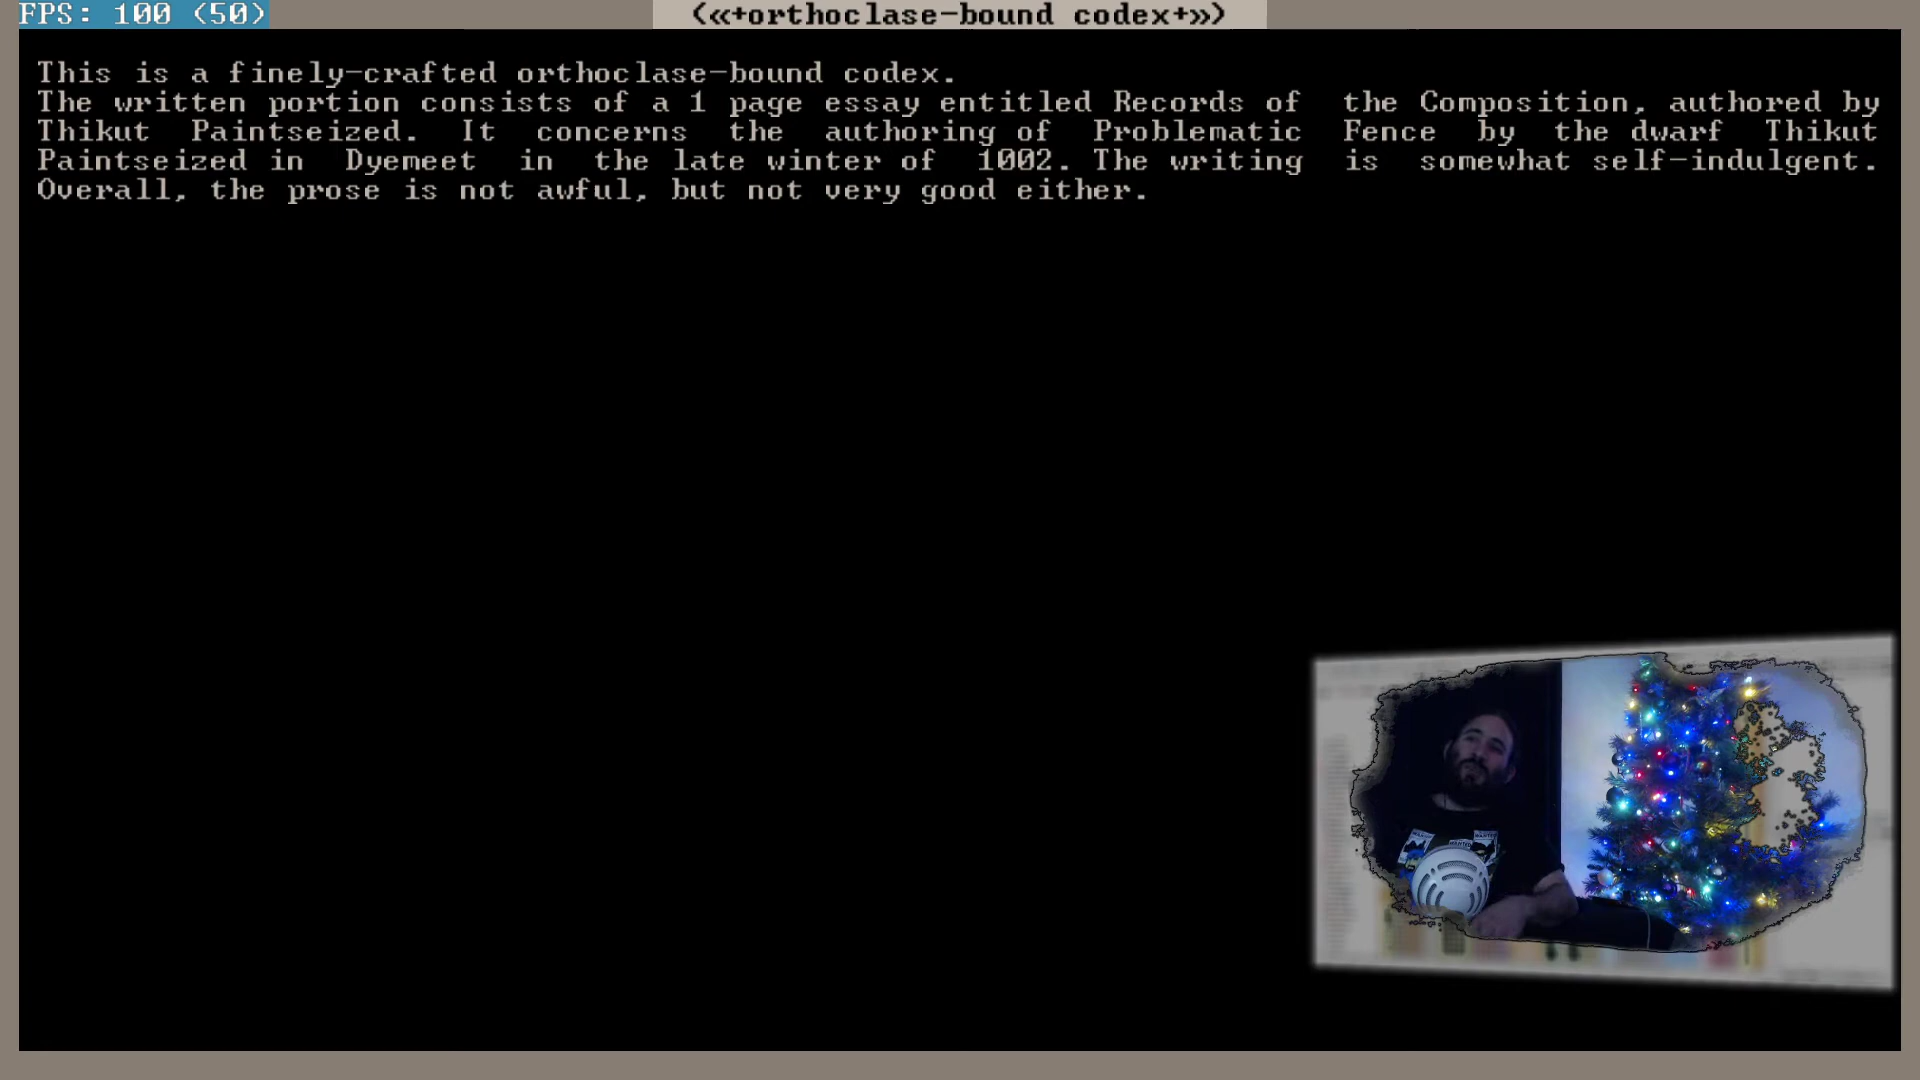 FPS: 100 (50)
(«+orthoclase-bound codex+»)
This is a finely-crafted orthoclase-bound codex.
The written portion consists of a 1 page essay entitled Records of the Composition, authored by
Thikut Paintseized. It concerns the authoring of Problematic Fence by the dwarf Thikut
Paintseized in Dyemeet in the late winter of 1002. The writing is somewhat self-indulgent.
Overall, the prose is not awful, but not very good either.
WANTED
WANTED